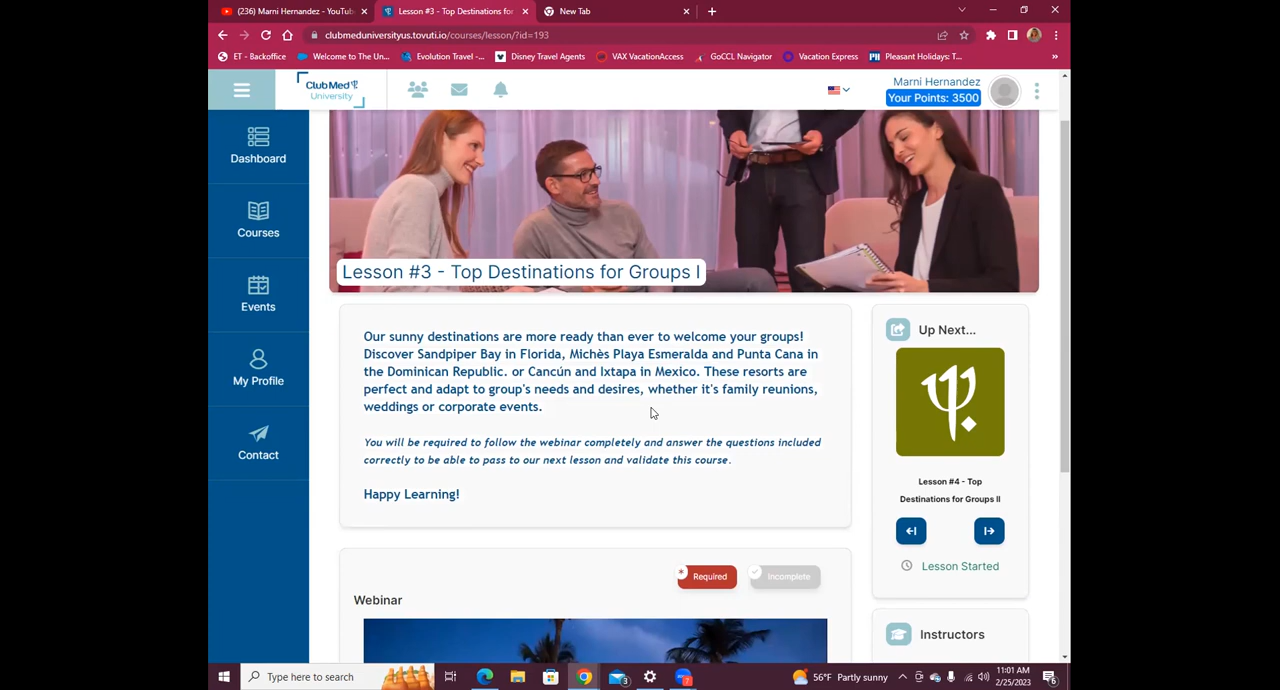 (236) Marni Hernandez - YouTub
Lesson #3 - Top Destinations for
New Tab
clubmeduniversityus.tovuti.io/courses/lesson/?id=193
ET - Backoffice
Welcome to The Un...
Evolution Travel -...
Disney Travel Agents
VAX VacationAccess
GoCCL Navigator
Vacation Express
Pleasant Holidays: T...
Club Med
University
Marni Hernandez
Your Points: 3500
Dashboard
Courses
Events
My Profile
Contact
Lesson #3 - Top Destinations for Groups I
Our sunny destinations are more ready than ever to welcome your groups!
Discover Sandpiper Bay in Florida, Michès Playa Esmeralda and Punta Cana in
the Dominican Republic. or Cancún and Ixtapa in Mexico. These resorts are
perfect and adapt to group's needs and desires, whether it's family reunions,
weddings or corporate events.
You will be required to follow the webinar completely and answer the questions included
correctly to be able to pass to our next lesson and validate this course.
Happy Learning!
Up Next...
Lesson #4 - Top
Destinations for Groups II
Lesson Started
Required
Incomplete
Webinar
Instructors
Type here to search
56°F Partly sunny
11:01 AM
2/25/2023